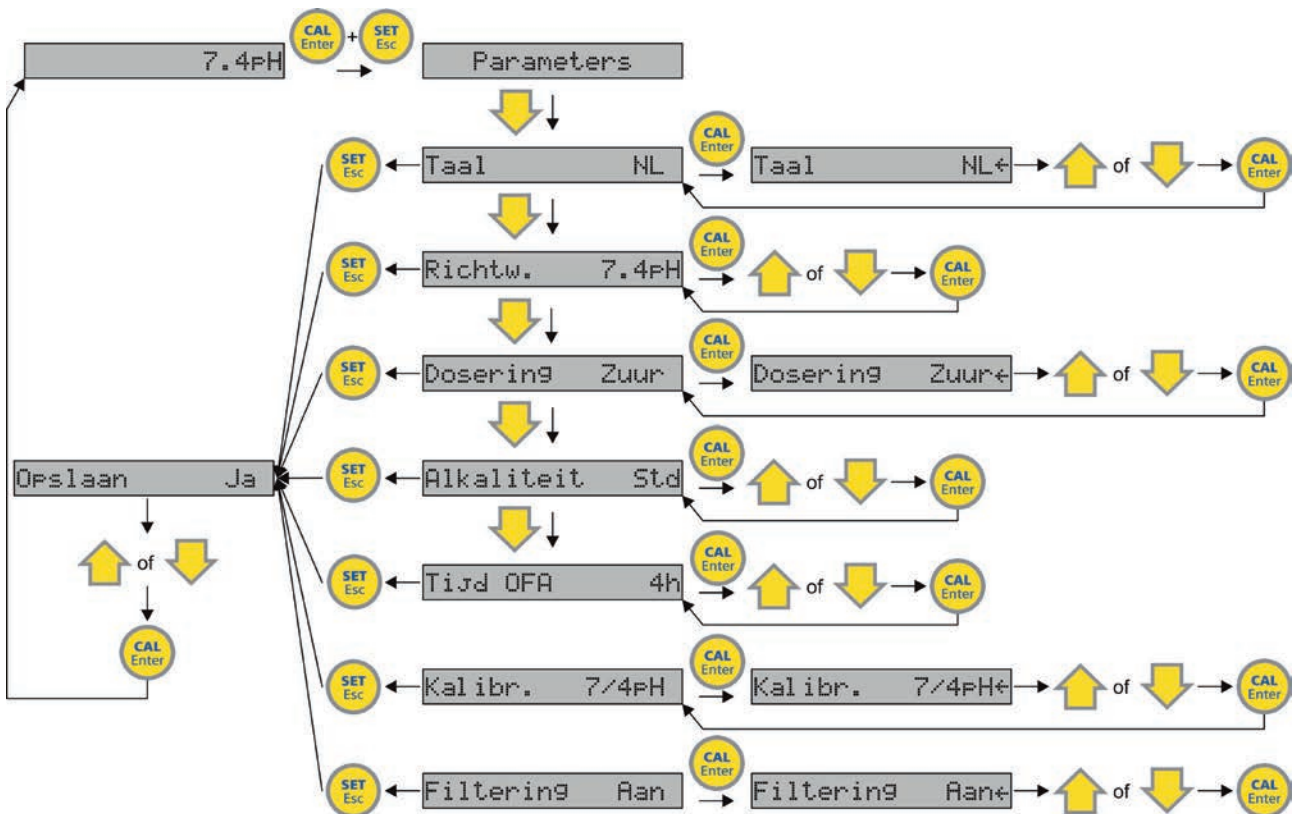 7.4pH
CAL Enter + SET Esc
Parameters
SET Esc
Taal NL
CAL Enter
Taal NL←
of
CAL Enter
SET Esc
Richtw. 7.4pH
CAL Enter
of
CAL Enter
SET Esc
Dosering Zuur
CAL Enter
Dosering Zuur←
of
CAL Enter
Opslaan Ja
SET Esc
Alkaliteit Std
CAL Enter
of
CAL Enter
of
CAL Enter
SET Esc
Tijd OFA 4h
CAL Enter
of
CAL Enter
SET Esc
Kalibr. 7/4pH
CAL Enter
Kalibr. 7/4pH←
of
CAL Enter
SET Esc
Filtering Aan
CAL Enter
Filtering Aan←
of
CAL Enter